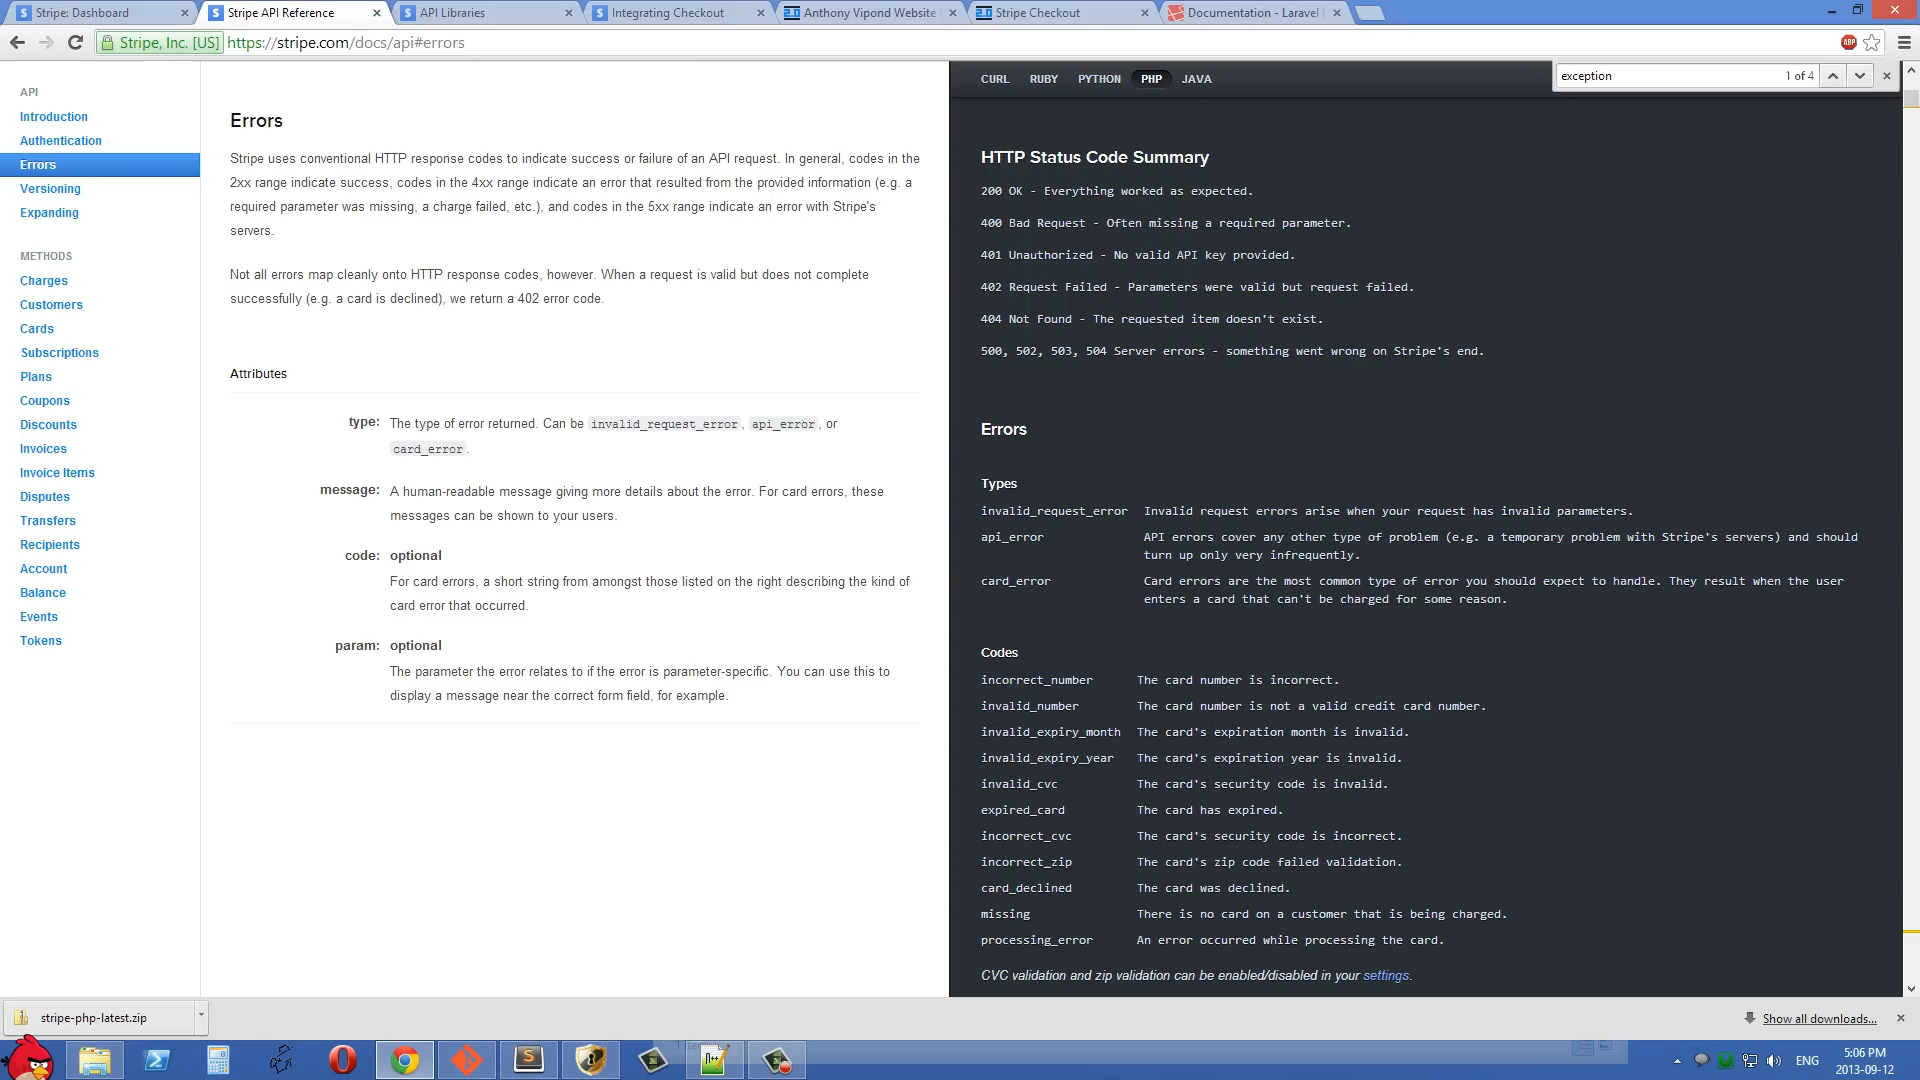 Stripe: Dashboard
Stripe API Reference
API Libraries
Integrating Checkout
Anthony Vipond Website
Stripe Checkout
Documentation - Laravel
Stripe, Inc. [US] https://stripe.com/docs/api#errors
ABP
exception 1 of 4
API
Introduction
Authentication
Errors
Versioning
Expanding
METHODS
Charges
Customers
Cards
Subscriptions
Plans
Coupons
Discounts
Invoices
Invoice Items
Disputes
Transfers
Recipients
Account
Balance
Events
Tokens
Errors
Stripe uses conventional HTTP response codes to indicate success or failure of an API request. In general, codes in the
2xx range indicate success, codes in the 4xx range indicate an error that resulted from the provided information (e.g. a
required parameter was missing, a charge failed, etc.), and codes in the 5xx range indicate an error with Stripe's
servers.
Not all errors map cleanly onto HTTP response codes, however. When a request is valid but does not complete
successfully (e.g. a card is declined), we return a 402 error code.
Attributes
type: The type of error returned. Can be invalid_request_error, api_error, or
card_error.
message: A human-readable message giving more details about the error. For card errors, these
messages can be shown to your users.
code: optional
For card errors, a short string from amongst those listed on the right describing the kind of
card error that occurred.
param: optional
The parameter the error relates to if the error is parameter-specific. You can use this to
display a message near the correct form field, for example.
CURL RUBY PYTHON PHP JAVA
HTTP Status Code Summary
200 OK - Everything worked as expected.
400 Bad Request - Often missing a required parameter.
401 Unauthorized - No valid API key provided.
402 Request Failed - Parameters were valid but request failed.
404 Not Found - The requested item doesn't exist.
500, 502, 503, 504 Server errors - something went wrong on Stripe's end.
Errors
Types
invalid_request_error Invalid request errors arise when your request has invalid parameters.
api_error API errors cover any other type of problem (e.g. a temporary problem with Stripe's servers) and should
turn up only very infrequently.
card_error Card errors are the most common type of error you should expect to handle. They result when the user
enters a card that can't be charged for some reason.
Codes
incorrect_number The card number is incorrect.
invalid_number The card number is not a valid credit card number.
invalid_expiry_month The card's expiration month is invalid.
invalid_expiry_year The card's expiration year is invalid.
invalid_cvc The card's security code is invalid.
expired_card The card has expired.
incorrect_cvc The card's security code is incorrect.
incorrect_zip The card's zip code failed validation.
card_declined The card was declined.
missing There is no card on a customer that is being charged.
processing_error An error occurred while processing the card.
CVC validation and zip validation can be enabled/disabled in your settings.
stripe-php-latest.zip
Show all downloads...
ENG
5:06 PM
2013-09-12